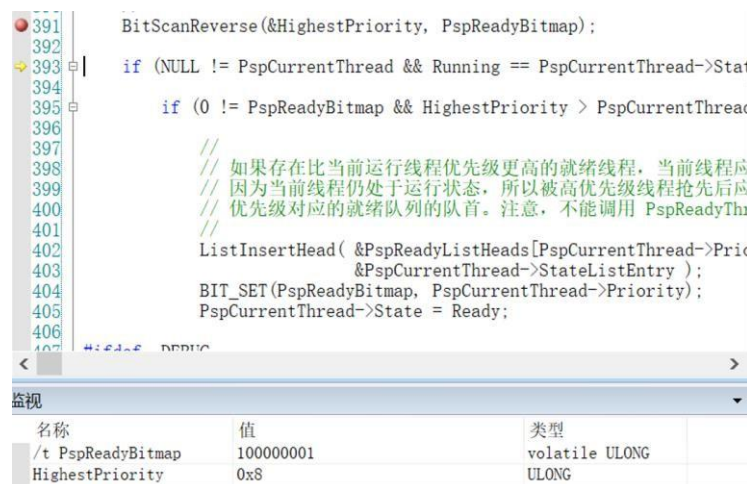 391 BitScanReverse(&HighestPriority, PspReadyBitmap);
392
393 if (NULL != PspCurrentThread && Running == PspCurrentThread->Stat
394
395 if (0 != PspReadyBitmap && HighestPriority > PspCurrentThread
396
397 //
398 // 如果存在比当前运行线程优先级更高的就绪线程，当前线程应
399 // 因为当前线程仍处于运行状态，所以被高优先级线程抢先后应
400 // 优先级对应的就绪队列的队首。注意，不能调用 PspReadyThr
401 //
402 ListInsertHead( &PspReadyListHeads[PspCurrentThread->Prio
403 &PspCurrentThread->StateListEntry );
404 BIT_SET(PspReadyBitmap, PspCurrentThread->Priority);
405 PspCurrentThread->State = Ready;
406
监视
名称 值 类型
/t PspReadyBitmap 100000001 volatile ULONG
HighestPriority 0x8 ULONG